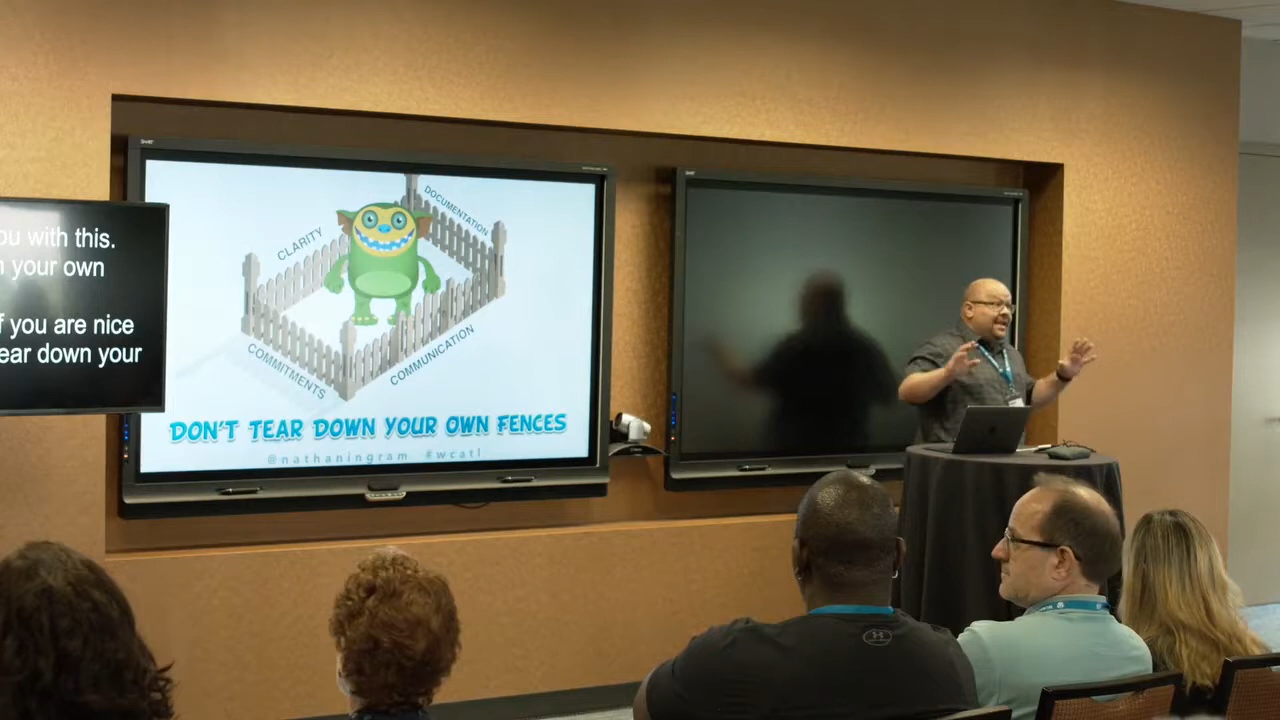 ou with this.
your own
f you are nice
ear down your
CLARITY
DOCUMENTATION
COMMITMENTS
COMMUNICATION
DON'T TEAR DOWN YOUR OWN FENCES
@nathaningram #wcatl